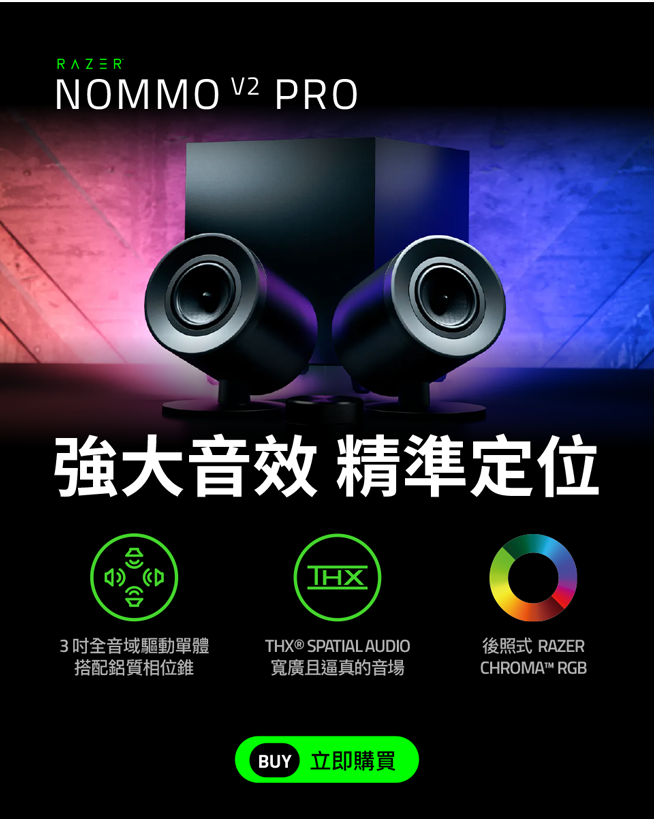 RAZER
NOMMO V2 PRO
強大音效 精準定位
THX
3 吋全音域驅動單體
搭配鋁質相位錐
THX® SPATIAL AUDIO
寬廣且逼真的音場
後照式 RAZER
CHROMA™ RGB
BUY 立即購買